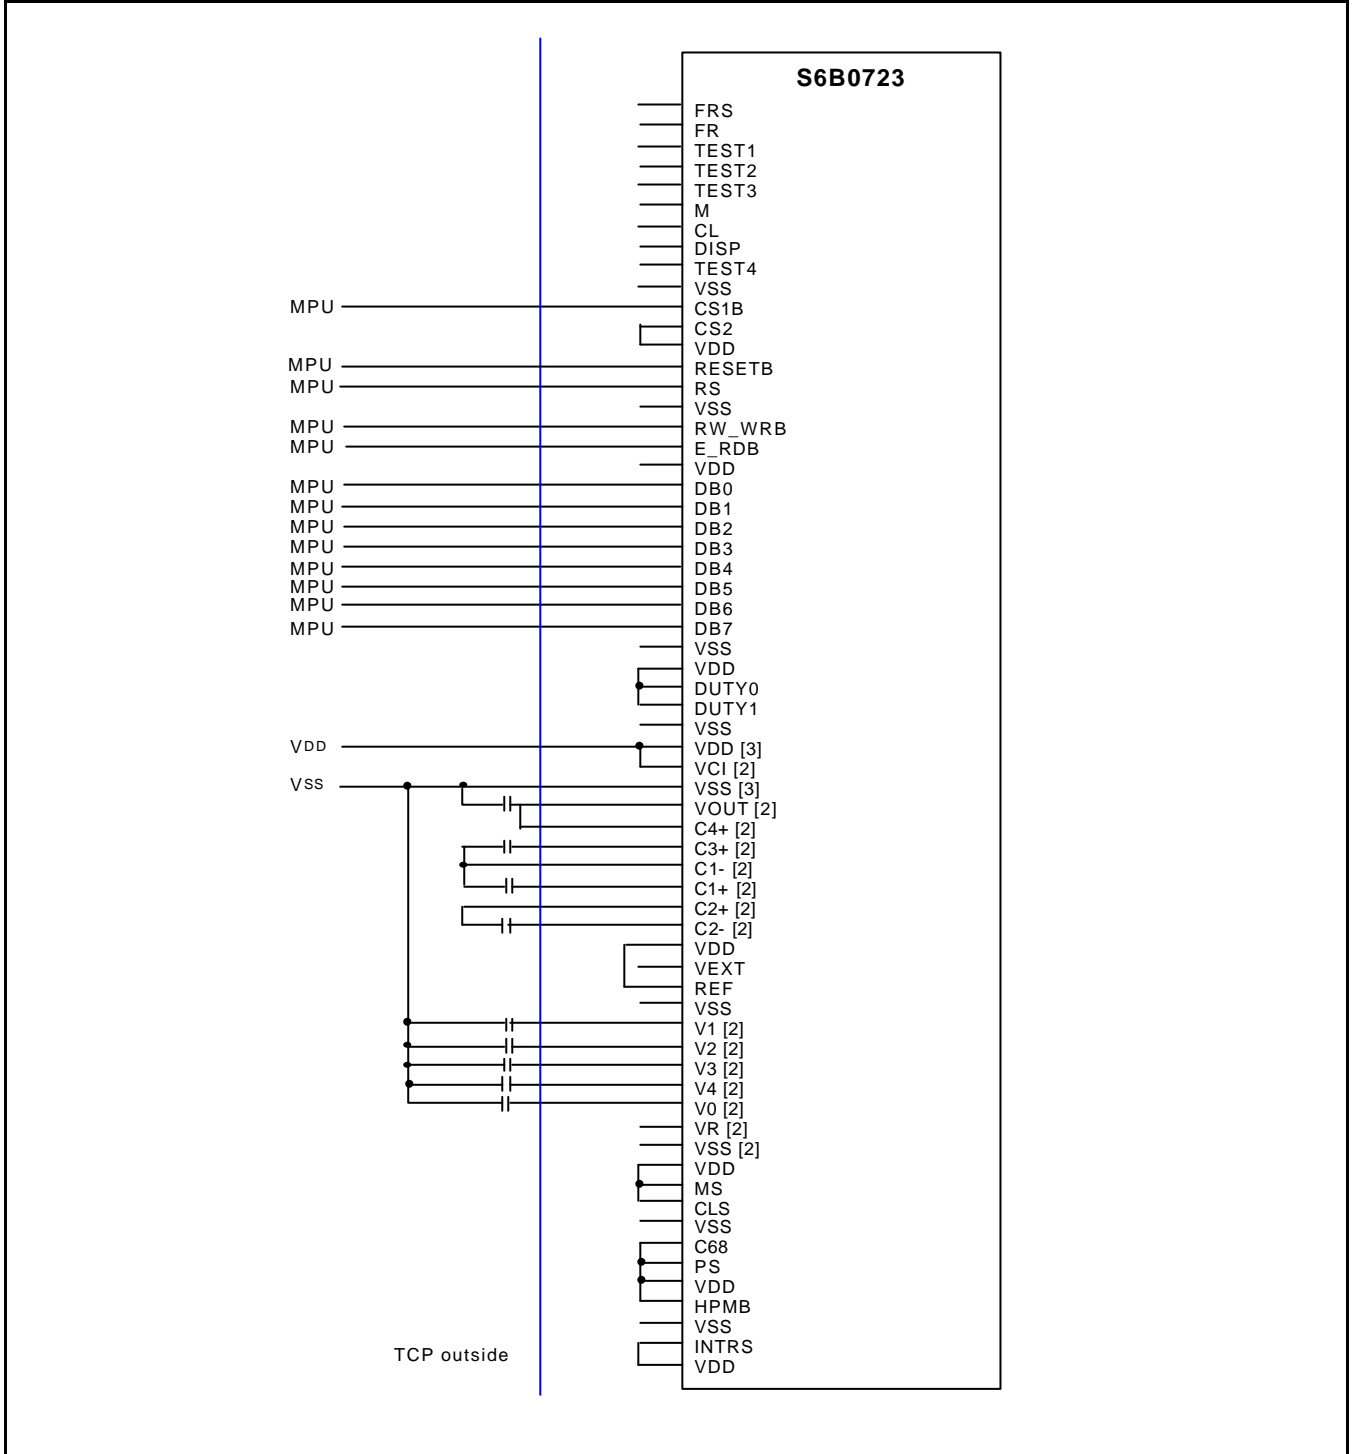 S6B0723
FRS
FR
TEST1
TEST2
TEST3
M
CL
DISP
TEST4
VSS
MPU CS1B
CS2
VDD
MPU RESETB
MPU RS
VSS
MPU RW_WRB
MPU E_RDB
VDD
MPU DB0
MPU DB1
MPU DB2
MPU DB3
MPU DB4
MPU DB5
MPU DB6
MPU DB7
VSS
VDD
DUTY0
DUTY1
VSS
VDD VDD [3]
VCI [2]
VSS VSS [3]
VOUT [2]
C4+ [2]
C3+ [2]
C1- [2]
C1+ [2]
C2+ [2]
C2- [2]
VDD
VEXT
REF
VSS
V1 [2]
V2 [2]
V3 [2]
V4 [2]
V0 [2]
VR [2]
VSS [2]
VDD
MS
CLS
VSS
C68
PS
VDD
HPMB
VSS
INTRS
TCP outside
VDD